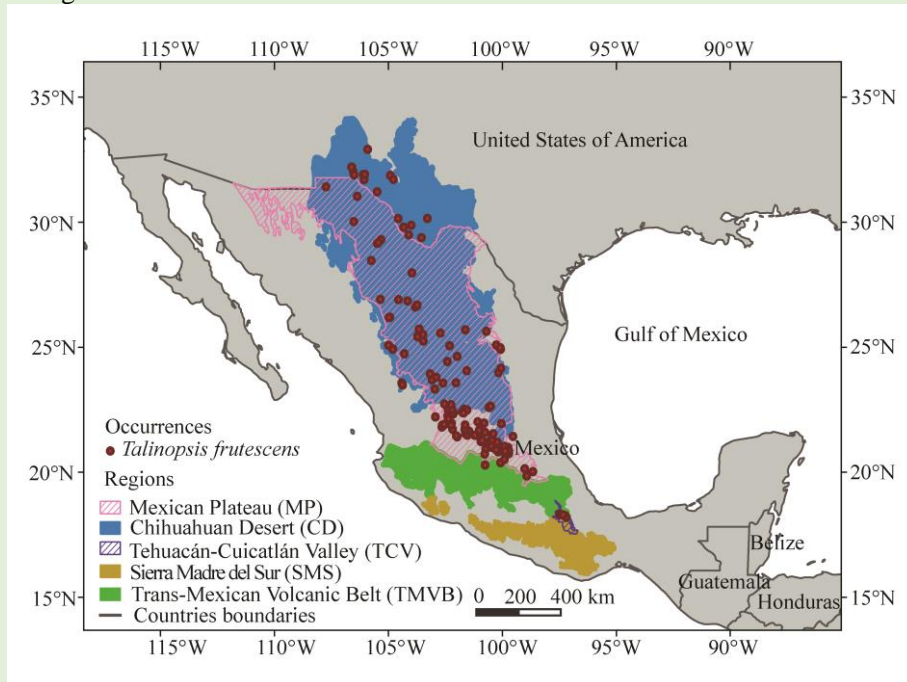 115°W 110°W 105°W 100°W 95°W 90°W
35°N 35°N
United States of America
30°N 30°N
Gulf of Mexico
25°N 25°N
Occurrences
Talinopsis frutescens
Mexico
20°N 20°N
Regions
Mexican Plateau (MP)
Chihuahuan Desert (CD)
Tehuacán-Cuicatlán Valley (TCV)
Belize
Sierra Madre del Sur (SMS)
Guatemala
Trans-Mexican Volcanic Belt (TMVB)
0 200 400 km
Honduras
15°N 15°N
Countries boundaries
115°W 110°W 105°W 100°W 95°W 90°W